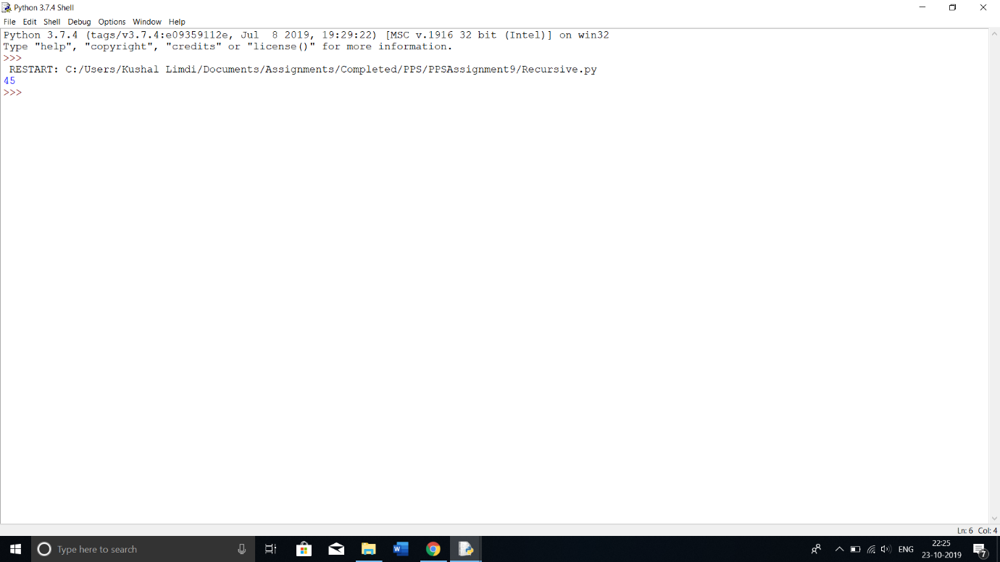 Python 3.7.4 Shell
File Edit Shell Debug Options Window Help
Python 3.7.4 (tags/v3.7.4:e09359112e, Jul  8 2019, 19:29:22) [MSC v.1916 32 bit (Intel)] on win32
Type "help", "copyright", "credits" or "license()" for more information.
>>>
 RESTART: C:/Users/Kushal Limdi/Documents/Assignments/Completed/PPS/PPSAssignment9/Recursive.py
45
>>>
Ln: 6 Col: 4
Type here to search
W
ENG
22:25
23-10-2019
7